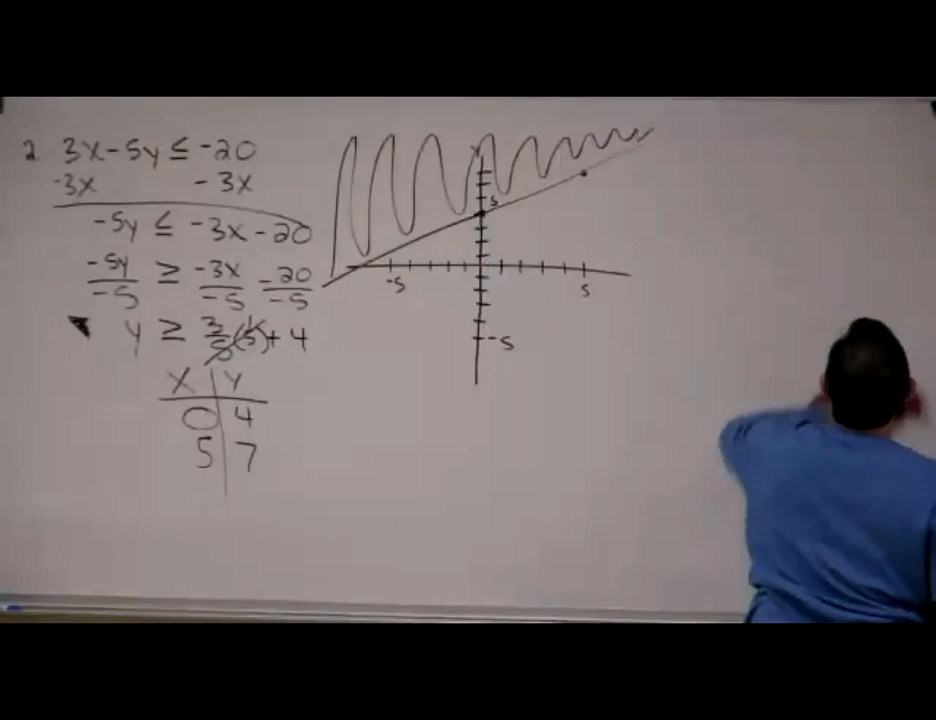 2. 3x-5y ≤ -20
-3x -3x
-5y ≤ -3x-20
-5y/-5 ≥ -3x/-5 -20/-5
y ≥ 3/5(5)+4
x | y
0 | 4
5 | 7
y
5
-5 5
-5